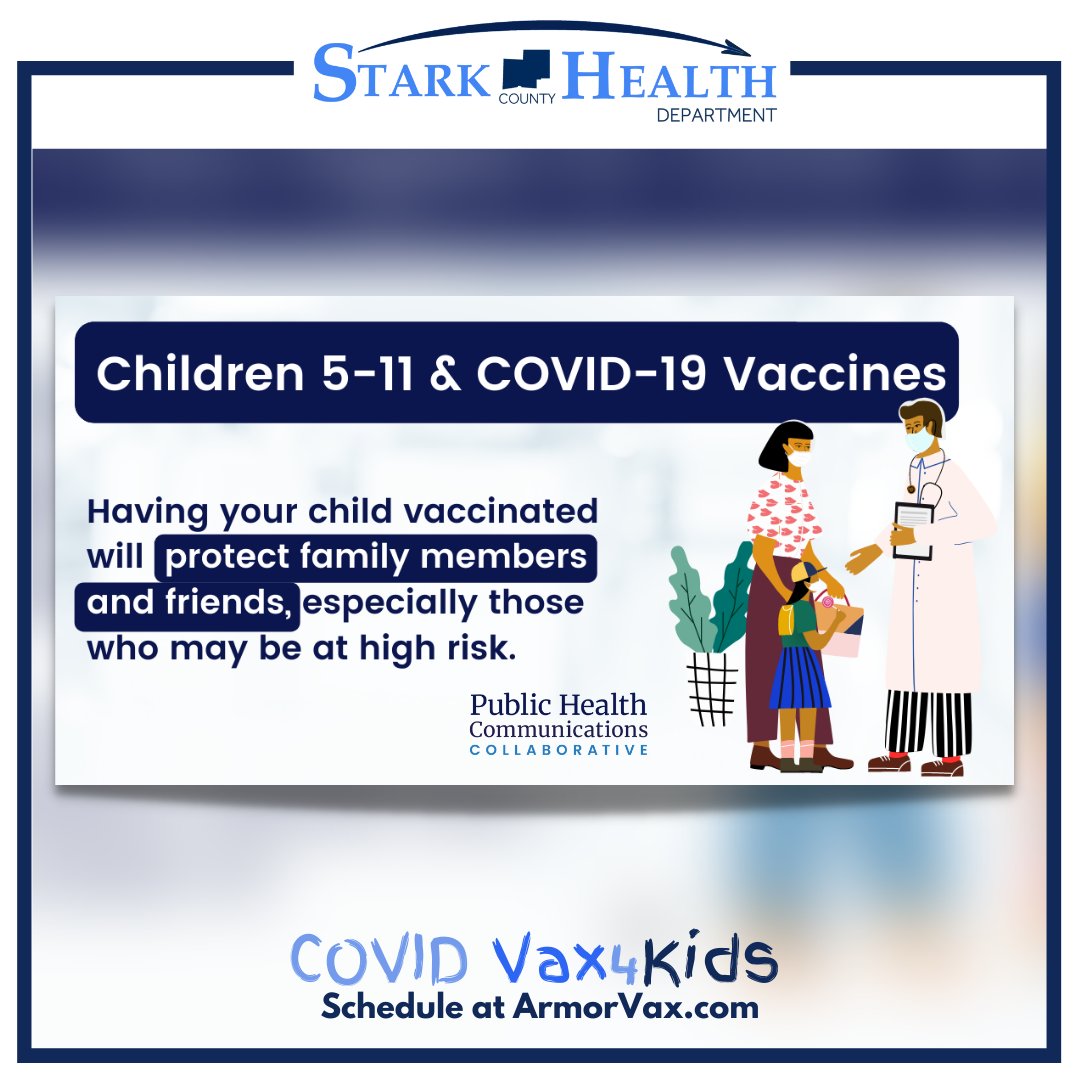 STARK COUNTY HEALTH
DEPARTMENT
Children 5-11 & COVID-19 Vaccines
Having your child vaccinated
will protect family members
and friends, especially those
who may be at high risk.
Public Health
Communications
COLLABORATIVE
COVID Vax4Kids
Schedule at ArmorVax.com